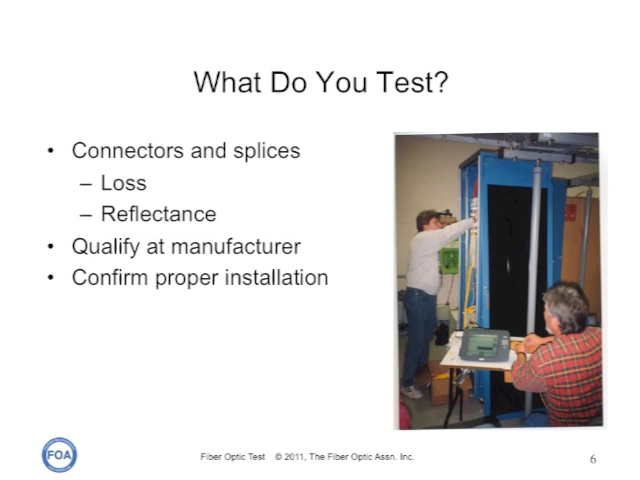 What Do You Test?
• Connectors and splices
– Loss
– Reflectance
• Qualify at manufacturer
• Confirm proper installation
FOA
Fiber Optic Test © 2011, The Fiber Optic Assn. Inc.
6